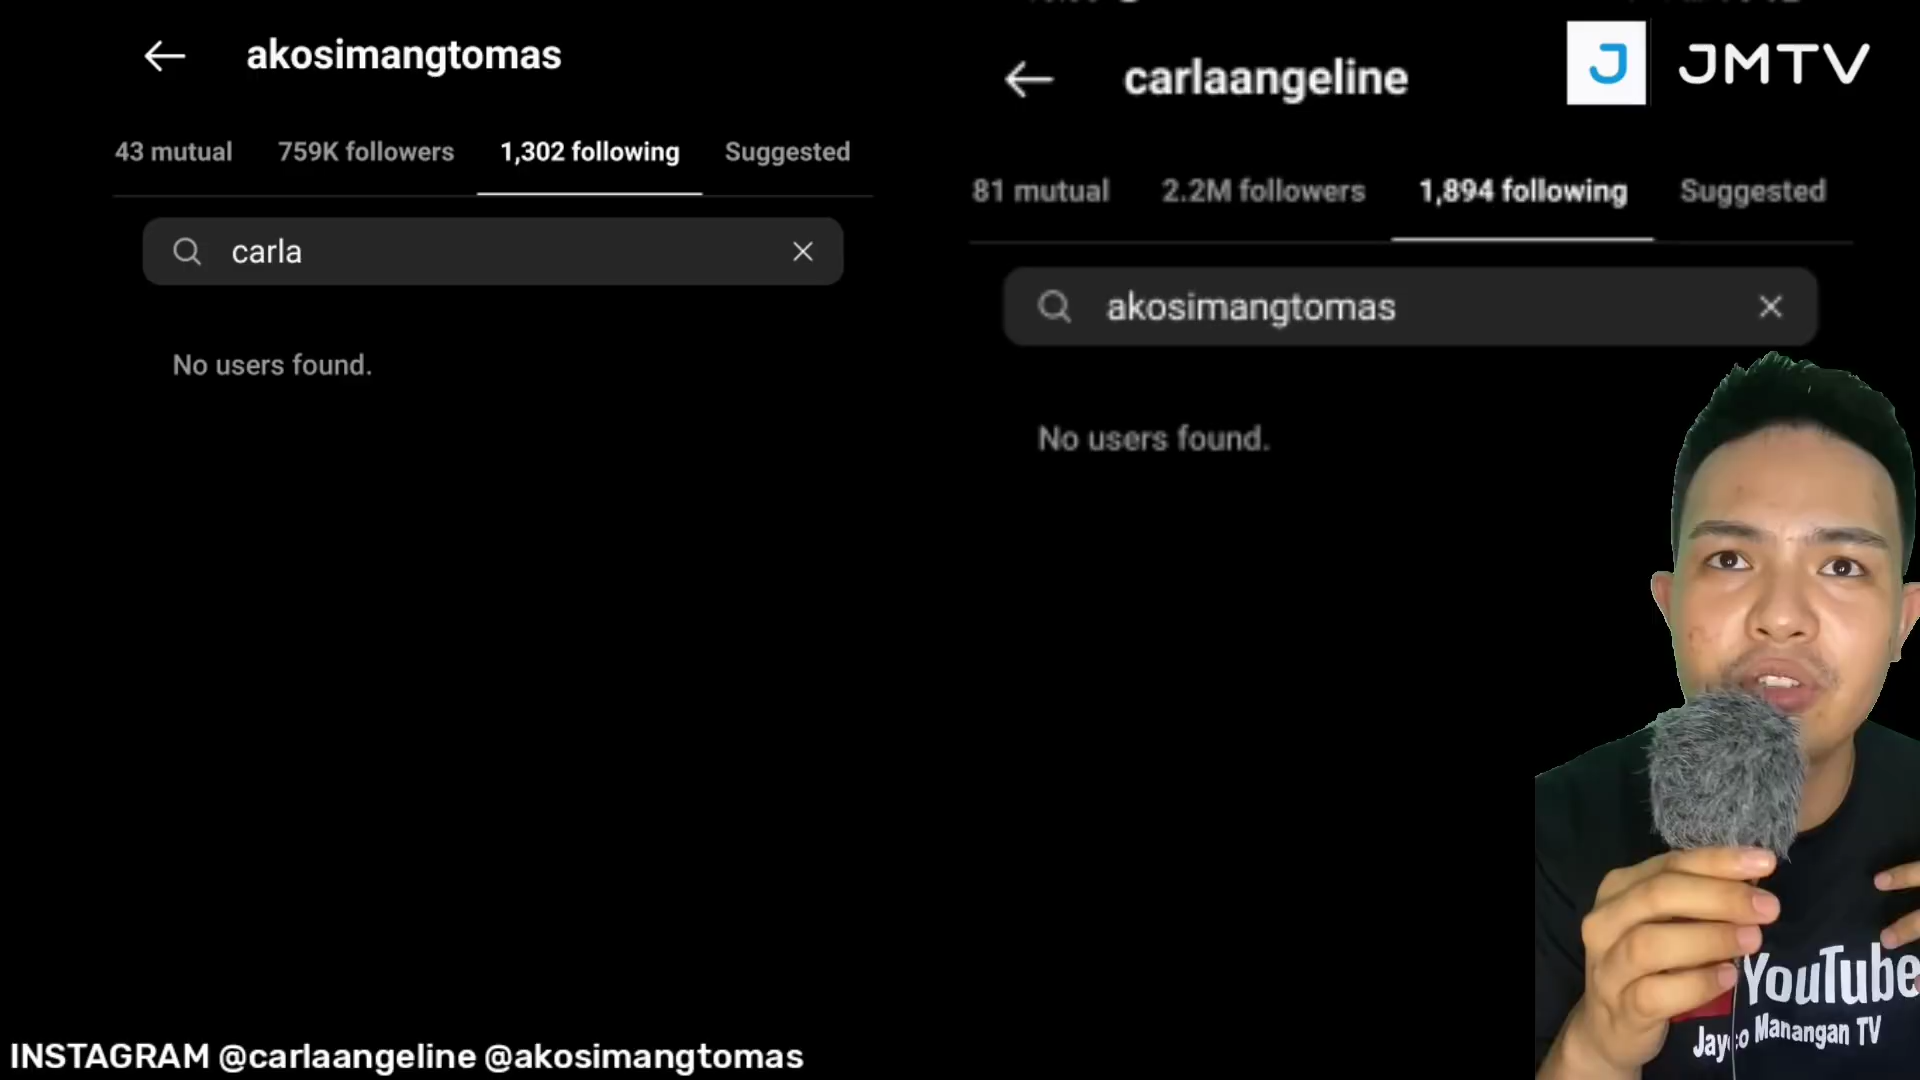 akosimangtomas
43 mutual 759K followers 1,302 following Suggested
carla
No users found.
carlaangeline
81 mutual 2.2M followers 1,894 following Suggested
akosimangtomas
No users found.
J JMTV
YouTube
Manangan TV
INSTAGRAM @carlaangeline @akosimangtomas